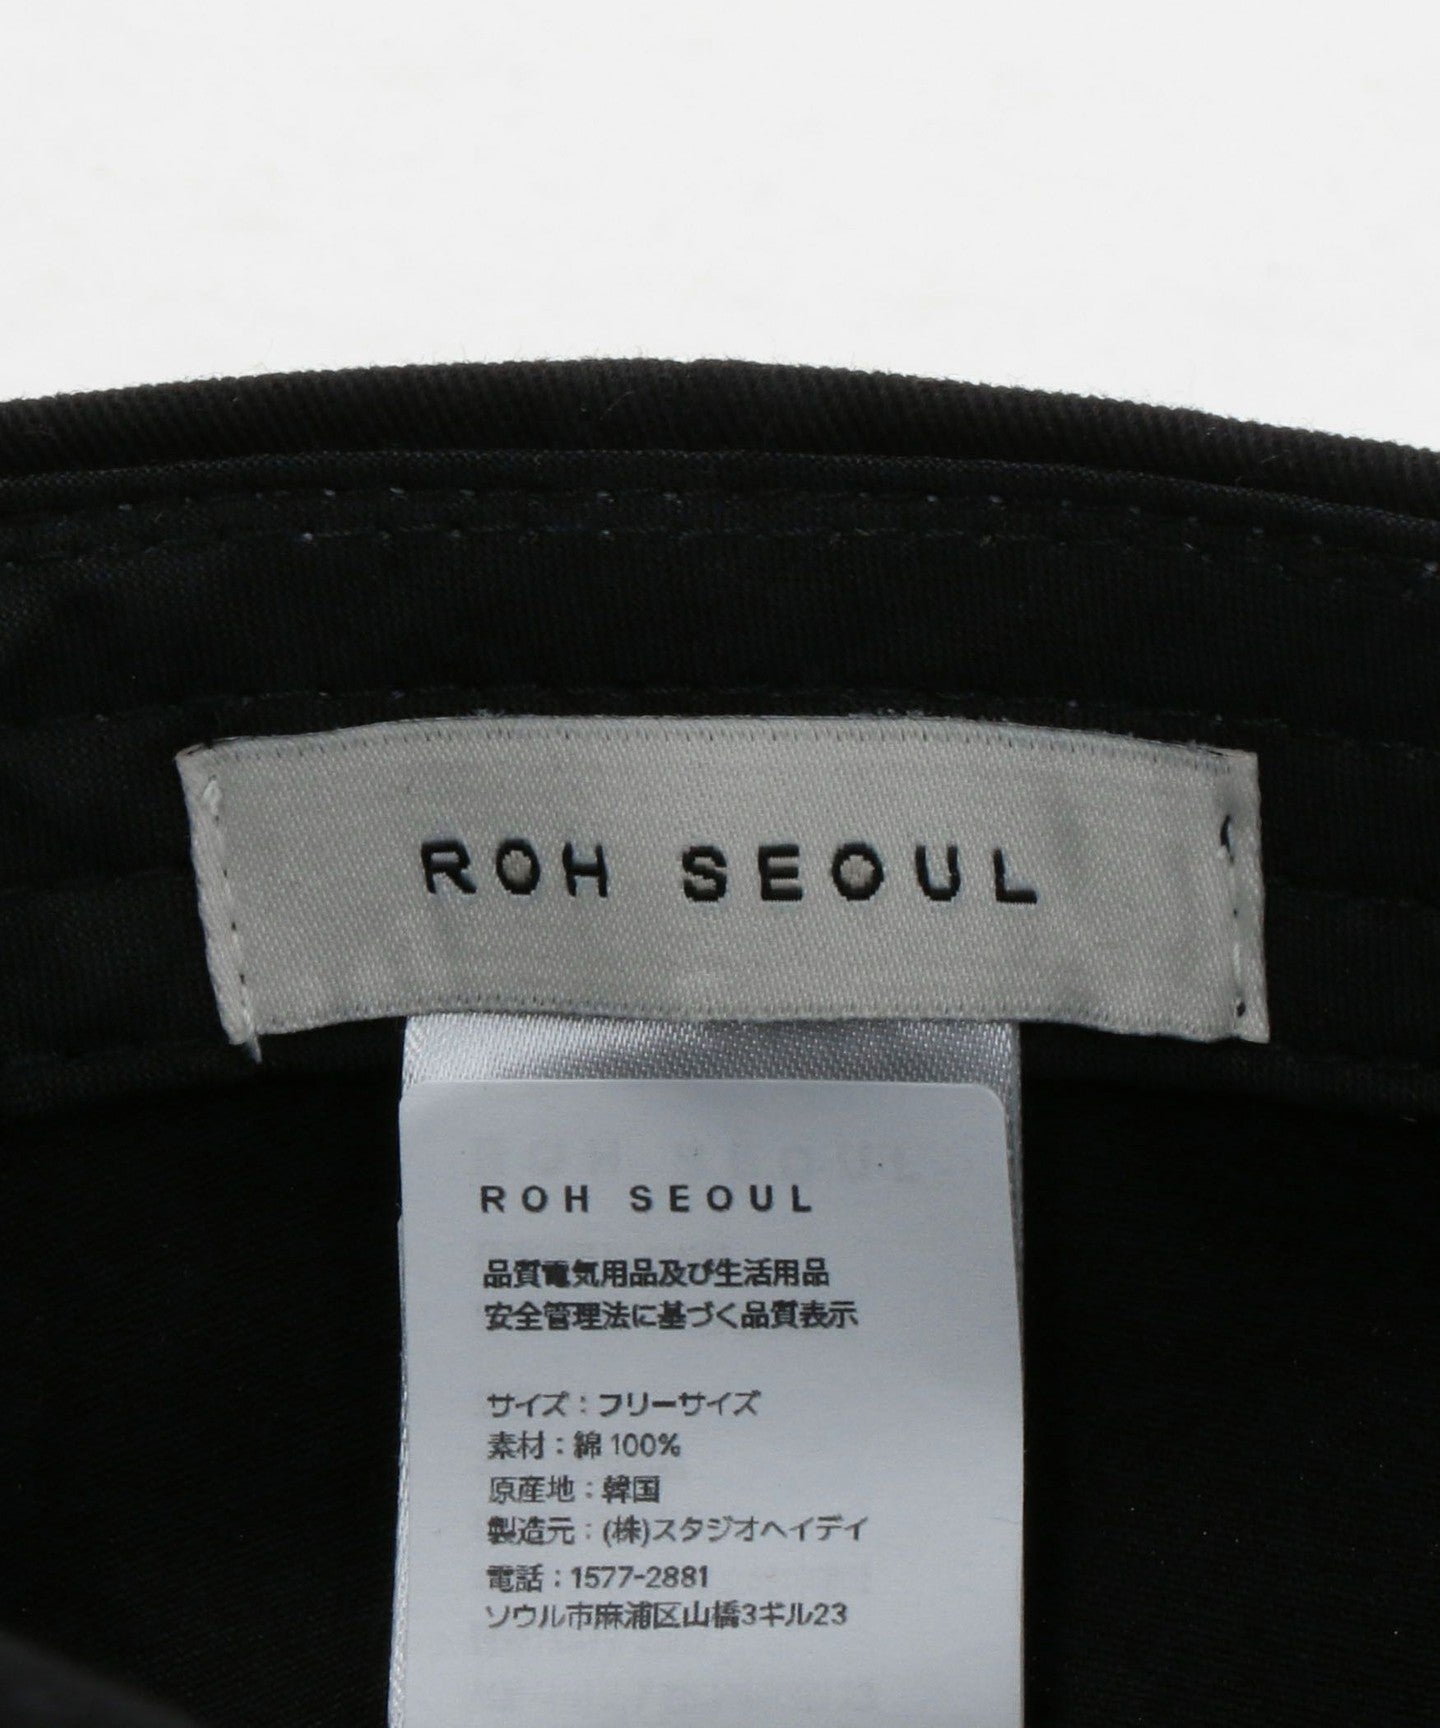 ROH SEOUL
ROH SEOUL
品質電気用品及び生活用品
安全管理法に基づく品質表示
サイズ：フリーサイズ
素材：綿 100%
原産地：韓国
製造元：(株)スタジオヘイデイ
電話：1577-2881
ソウル市麻浦区山橋3ギル23